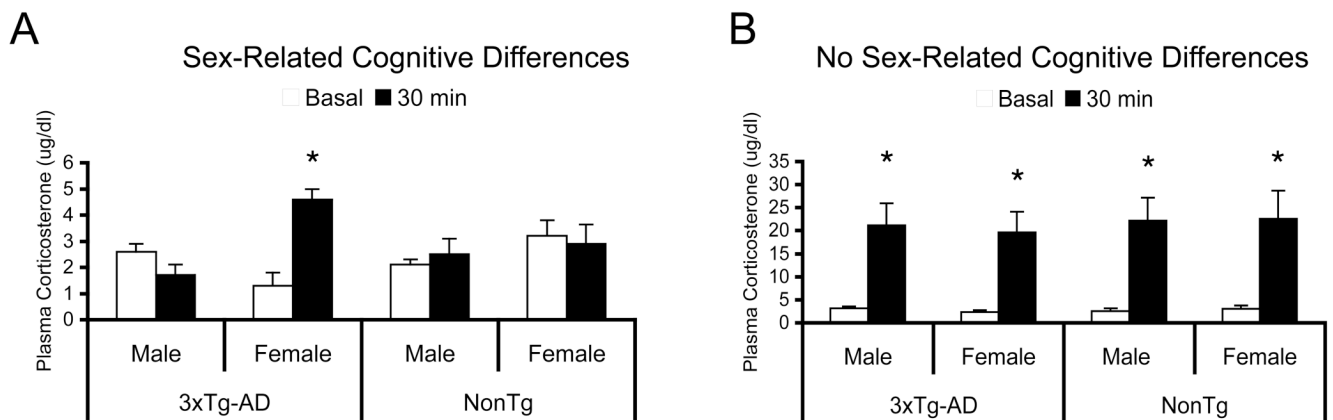 A
Sex-Related Cognitive Differences
Basal 30 min
Plasma Corticosterone (ug/dl)
6
5
4
3
2
1
0
*
Male Female Male Female
3xTg-AD NonTg
B
No Sex-Related Cognitive Differences
Basal 30 min
Plasma Corticosterone (ug/dl)
35
30
25
20
15
10
5
0
* * * *
Male Female Male Female
3xTg-AD NonTg